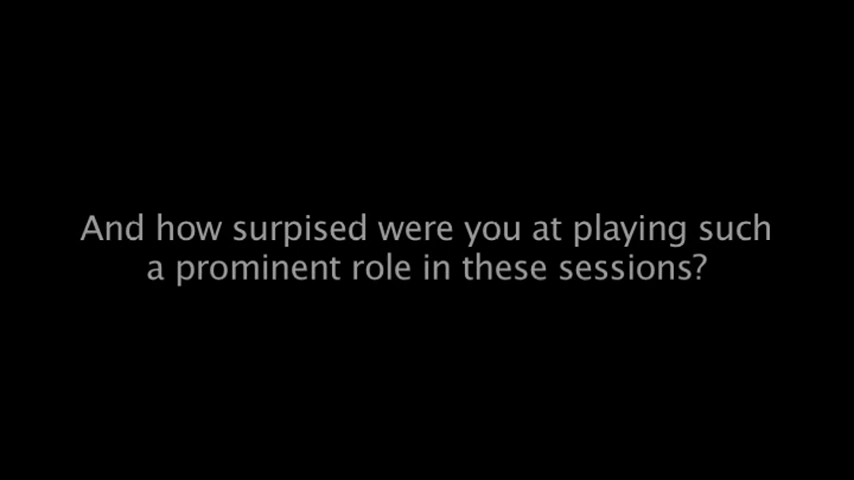 And how surpised were you at playing such
a prominent role in these sessions?